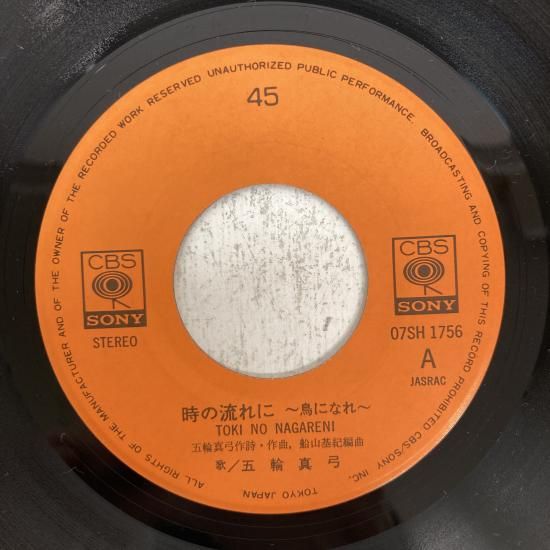 ALL RIGHTS OF THE MANUFACTURER AND OF THE OWNER OF THE RECORDED WORK RESERVED UNAUTHORIZED PUBLIC PERFORMANCE. BROADCASTING AND COPYING OF THIS RECORD PROHIBITED CBS/SONY INC.
TOKYO JAPAN
45
CBS
SONY
STEREO
CBS
SONY
07SH 1756
A
JASRAC
時の流れに 〜鳥になれ〜
TOKI NO NAGARENI
五輪真弓作詩・作曲, 船山基紀編曲
歌/五輪真弓